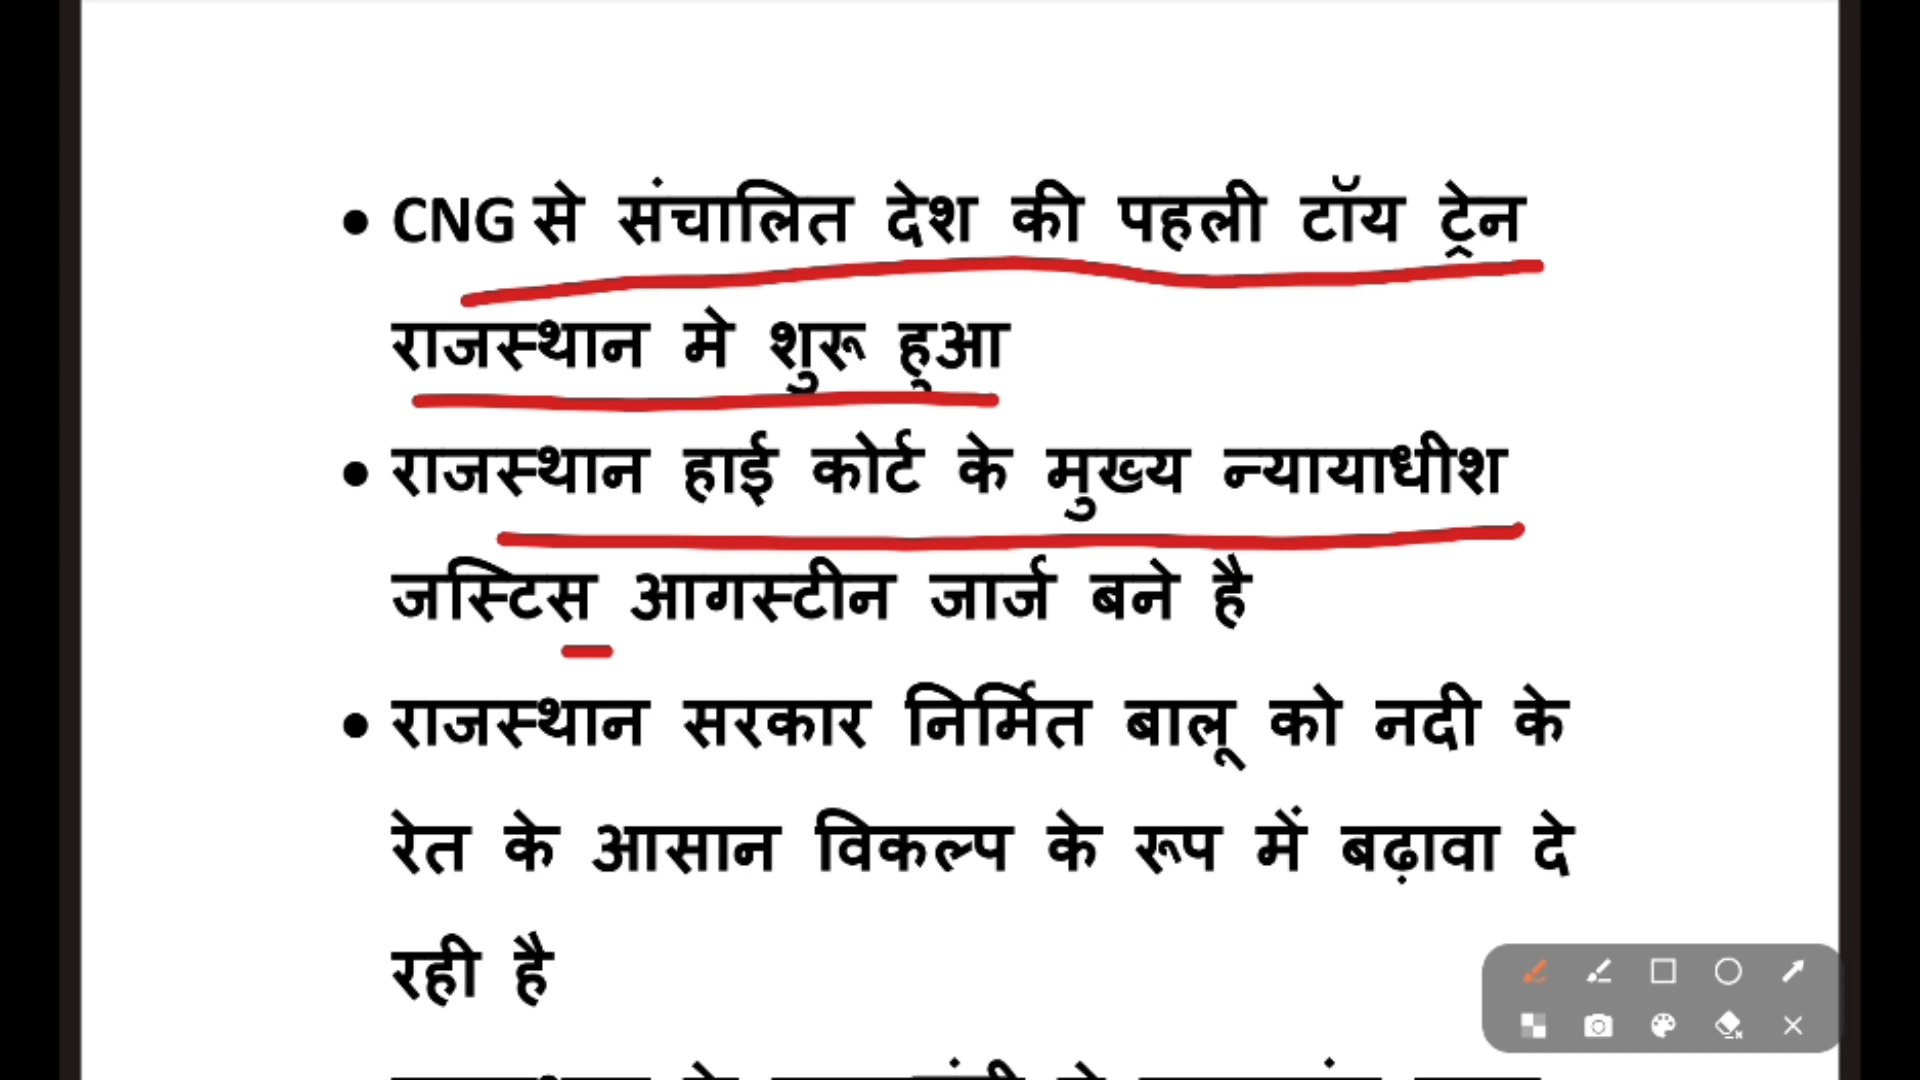 • CNG से संचालित देश की पहली टॉय ट्रेन
राजस्थान मे शुरू हुआ
• राजस्थान हाई कोर्ट के मुख्य न्यायाधीश
जस्टिस आगस्टीन जार्ज बने है
• राजस्थान सरकार निर्मित बालू को नदी के
रेत के आसान विकल्प के रूप में बढ़ावा दे
रही है